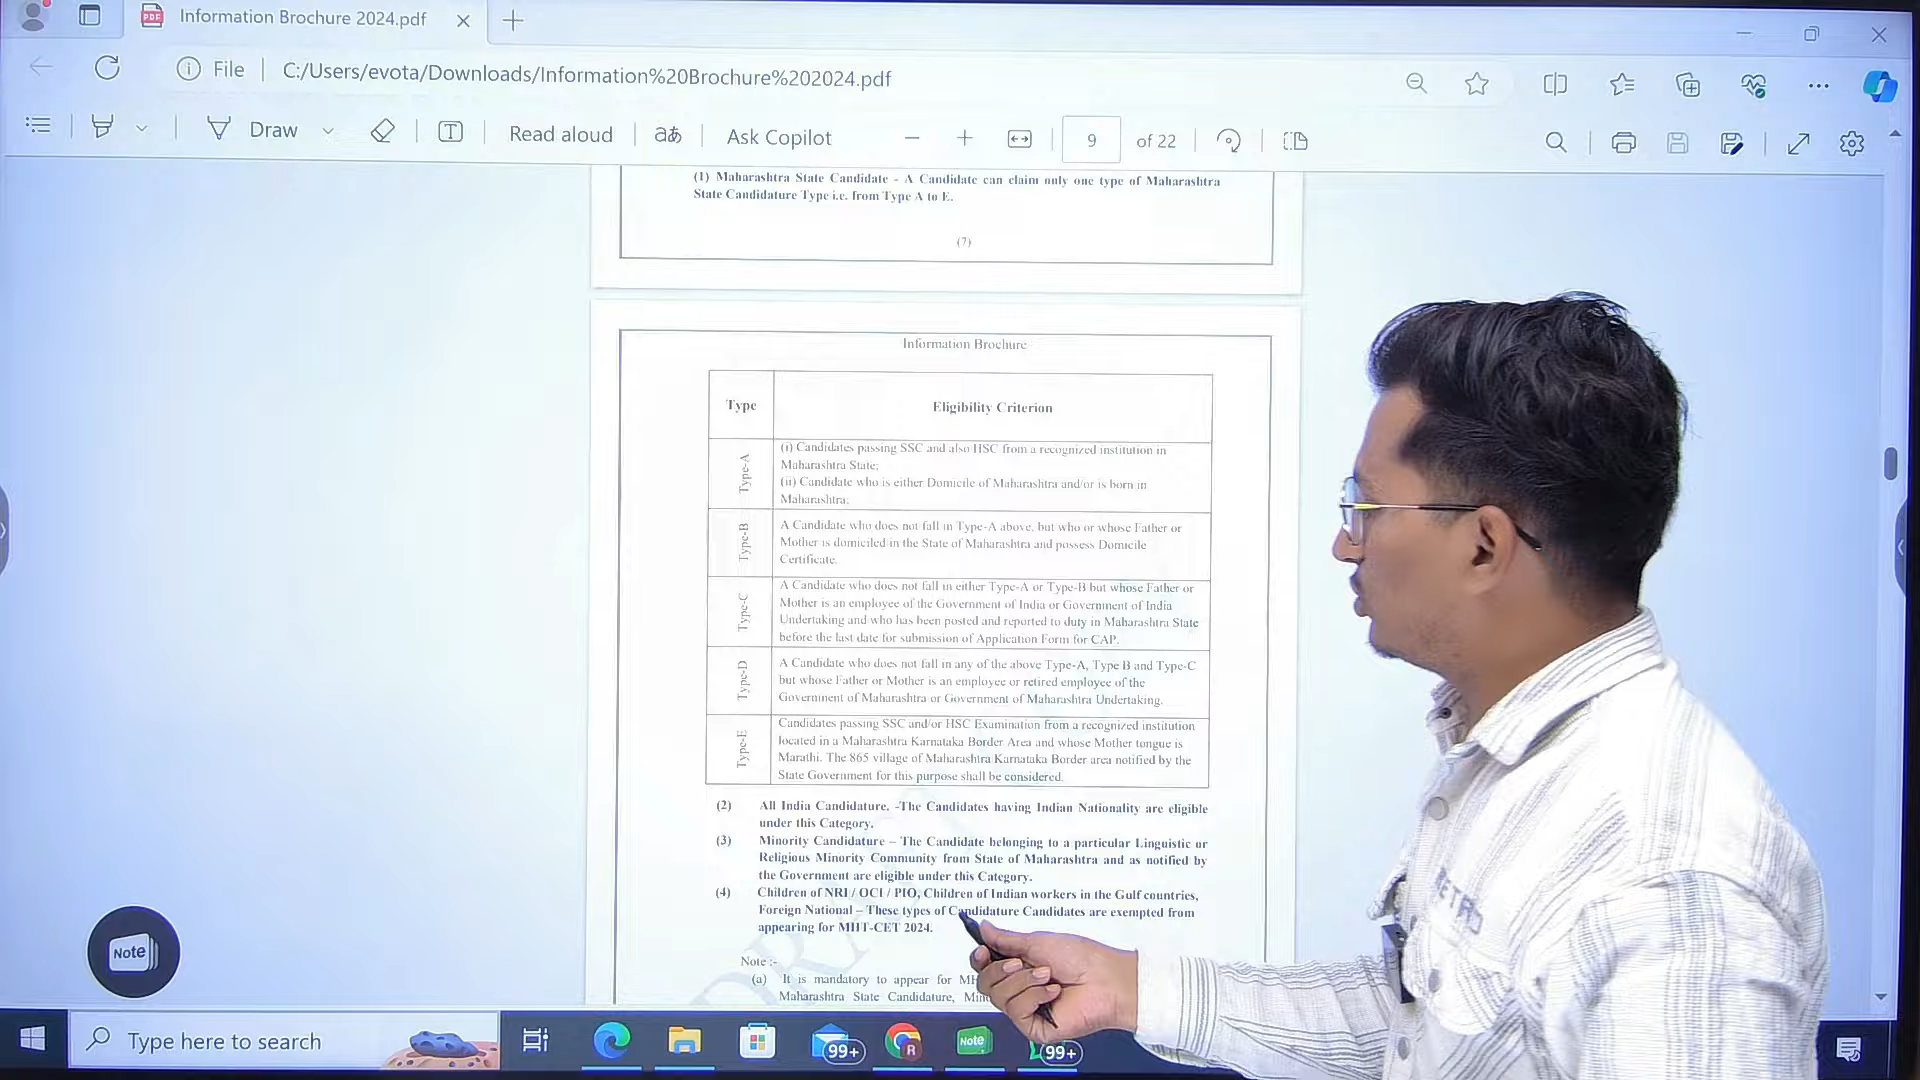 Information Brochure 2024.pdf
File
C:/Users/evota/Downloads/Information%20Brochure%202024.pdf
Draw
Read aloud
aあ
Ask Copilot
9
of 22
(1) Maharashtra State Candidate - A Candidate can claim only one type of Maharashtra
State Candidature Type i.e. from Type A to E.
(7)
Information Brochure
Type
Eligibility Criterion
Type-A
(i) Candidates passing SSC and also HSC from a recognized institution in
Maharashtra State;
(ii) Candidate who is either Domicile of Maharashtra and/or is born in
Maharashtra;
Type-B
A Candidate who does not fall in Type-A above, but who or whose Father or
Mother is domiciled in the State of Maharashtra and possess Domicile
Certificate.
Type-C
A Candidate who does not fall in either Type-A or Type-B but whose Father or
Mother is an employee of the Government of India or Government of India
Undertaking and who has been posted and reported to duty in Maharashtra State
before the last date for submission of Application Form for CAP.
Type-D
A Candidate who does not fall in any of the above Type-A, Type B and Type-C
but whose Father or Mother is an employee or retired employee of the
Government of Maharashtra or Government of Maharashtra Undertaking.
Type-E
Candidates passing SSC and/or HSC Examination from a recognized institution
located in a Maharashtra Karnataka Border Area and whose Mother tongue is
Marathi. The 865 village of Maharashtra Karnataka Border area notified by the
State Government for this purpose shall be considered.
(2) All India Candidature. -The Candidates having Indian Nationality are eligible
under this Category.
(3) Minority Candidature – The Candidate belonging to a particular Linguistic or
Religious Minority Community from State of Maharashtra and as notified by
the Government are eligible under this Category.
(4) Children of NRI / OCI / PIO, Children of Indian workers in the Gulf countries,
Foreign National – These types of Candidature Candidates are exempted from
appearing for MHT-CET 2024.
Note :-
(a) It is mandatory to appear for
Maharashtra State Candidature,
Note
Type here to search
99+
R
Note
99+